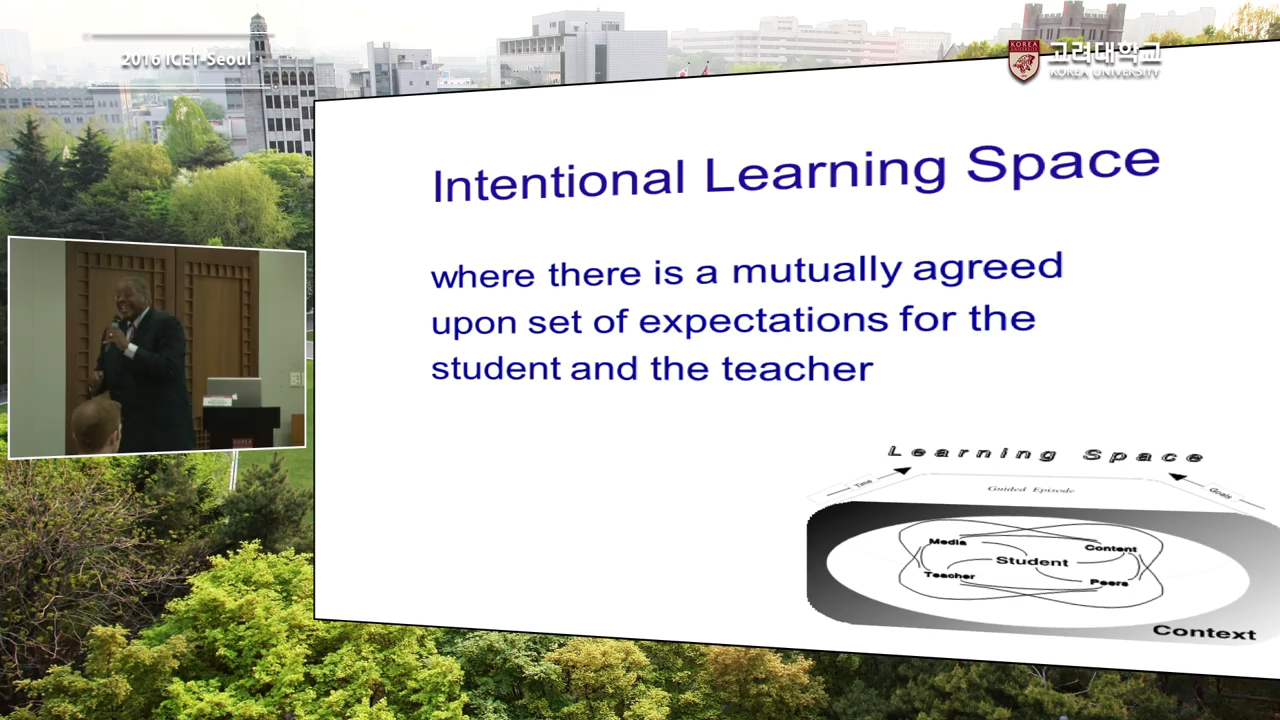 2016 ICET-Seoul
KOREA
고려대학교
KOREA UNIVERSITY
Intentional Learning Space
where there is a mutually agreed
upon set of expectations for the
student and the teacher
Learning Space
Time
Goals
Guided Episode
Media
Content
Student
Teacher
Peers
Context
KOREA